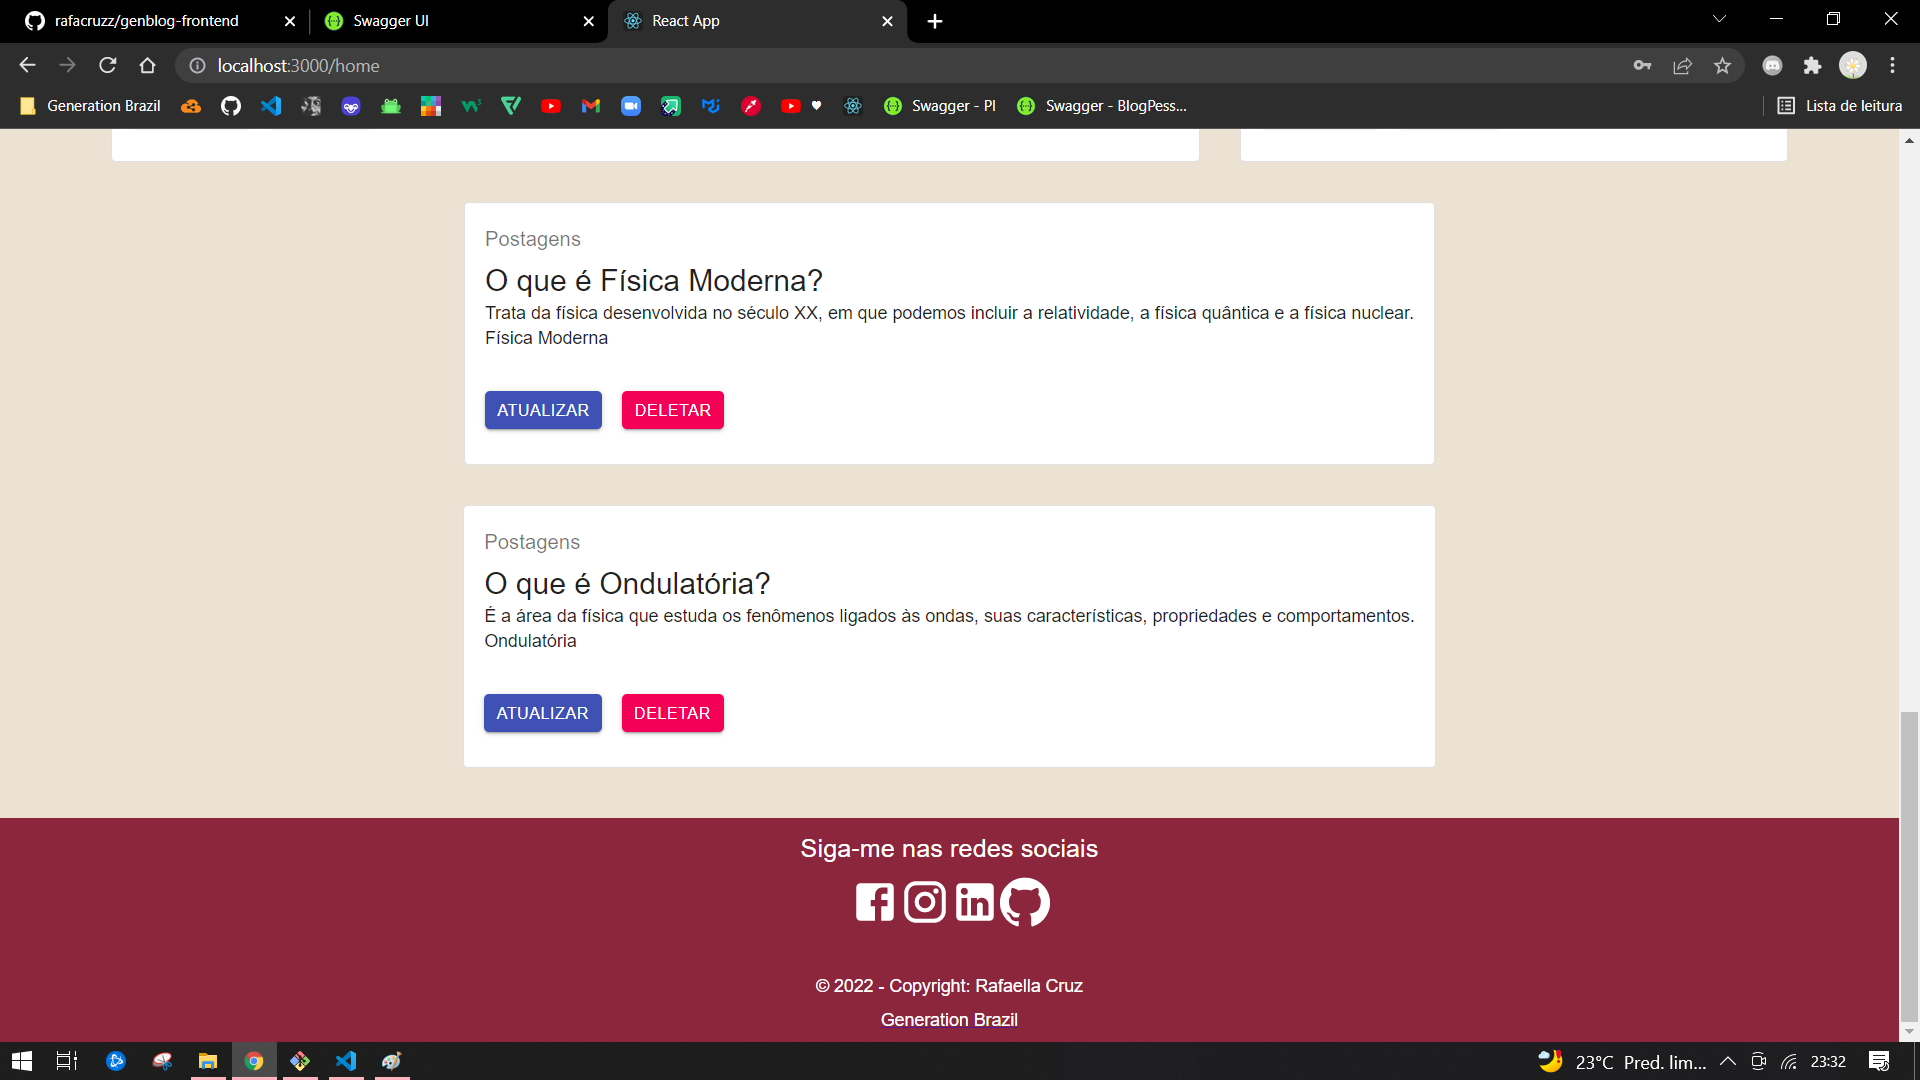 rafacruzz/genblog-frontend
Swagger UI
React App
localhost:3000/home
Generation Brazil
Swagger - PI
Swagger - BlogPess...
Lista de leitura
Postagens
O que é Física Moderna?
Trata da física desenvolvida no século XX, em que podemos incluir a relatividade, a física quântica e a física nuclear.
Física Moderna
ATUALIZAR
DELETAR
Postagens
O que é Ondulatória?
É a área da física que estuda os fenômenos ligados às ondas, suas características, propriedades e comportamentos.
Ondulatória
ATUALIZAR
DELETAR
Siga-me nas redes sociais
© 2022 - Copyright: Rafaella Cruz
Generation Brazil
23°C Pred. lim...
23:32